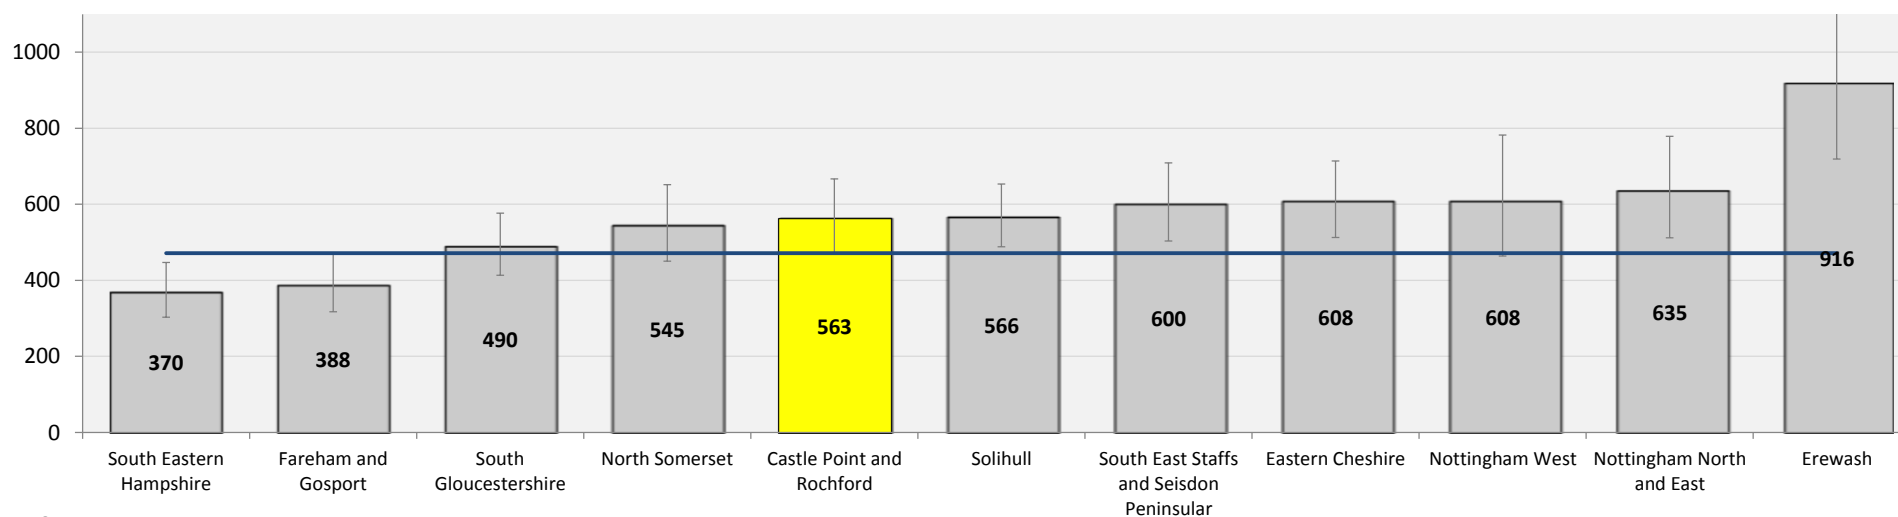 1000
800
600
400
200
0
370
388
490
545
563
566
600
608
608
635
916
South Eastern
Hampshire
Fareham and
Gosport
South
Gloucestershire
North Somerset
Castle Point and
Rochford
Solihull
South East Staffs
and Seisdon
Peninsular
Eastern Cheshire
Nottingham West
Nottingham North
and East
Erewash